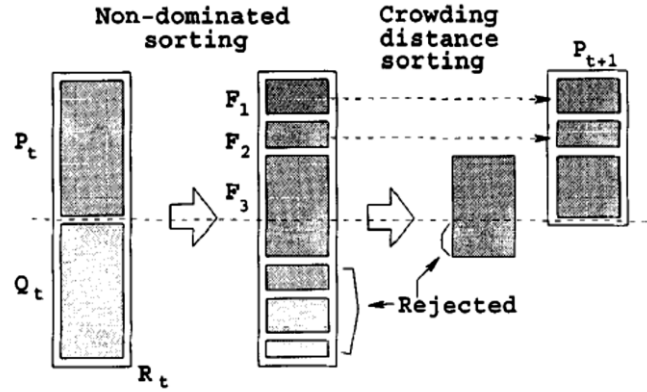 Non-dominated
sorting
Crowding
distance
sorting
P t+1
P t
F 1
F 2
F 3
Q t
Rejected
R t